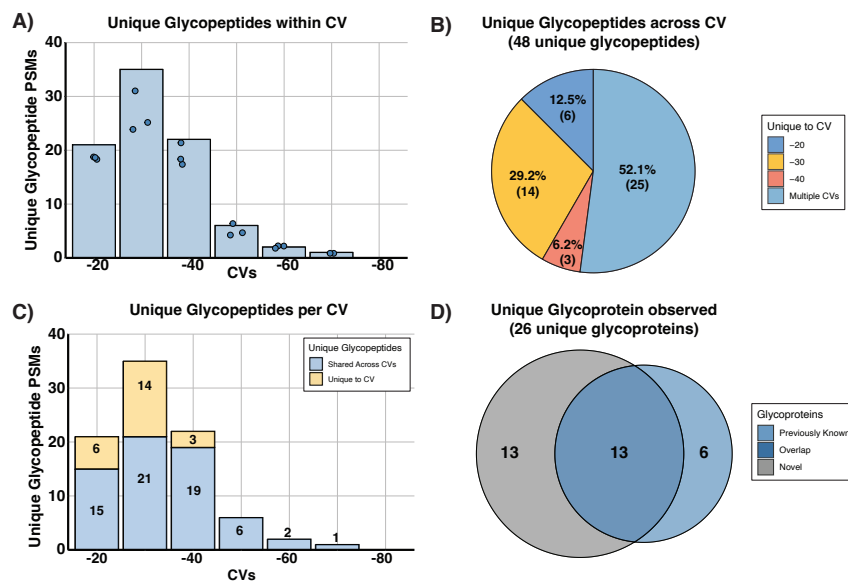 A)
Unique Glycopeptides within CV
Unique Glycopeptide PSMs
40
30
20
10
0
-20
-40
-60
-80
CVs
B)
Unique Glycopeptides across CV
(48 unique glycopeptides)
12.5%
(6)
29.2%
(14)
52.1%
(25)
6.2%
(3)
Unique to CV
−20
−30
−40
Multiple CVs
C)
Unique Glycopeptides per CV
Unique Glycopeptide PSMs
40
30
20
10
0
Unique Glycopeptides
Shared Across CVs
Unique to CV
14
6
3
15
21
19
6
2
1
-20
-40
-60
-80
CVs
D)
Unique Glycoprotein observed
(26 unique glycoproteins)
13
13
6
Glycoproteins
Previously Known
Overlap
Novel